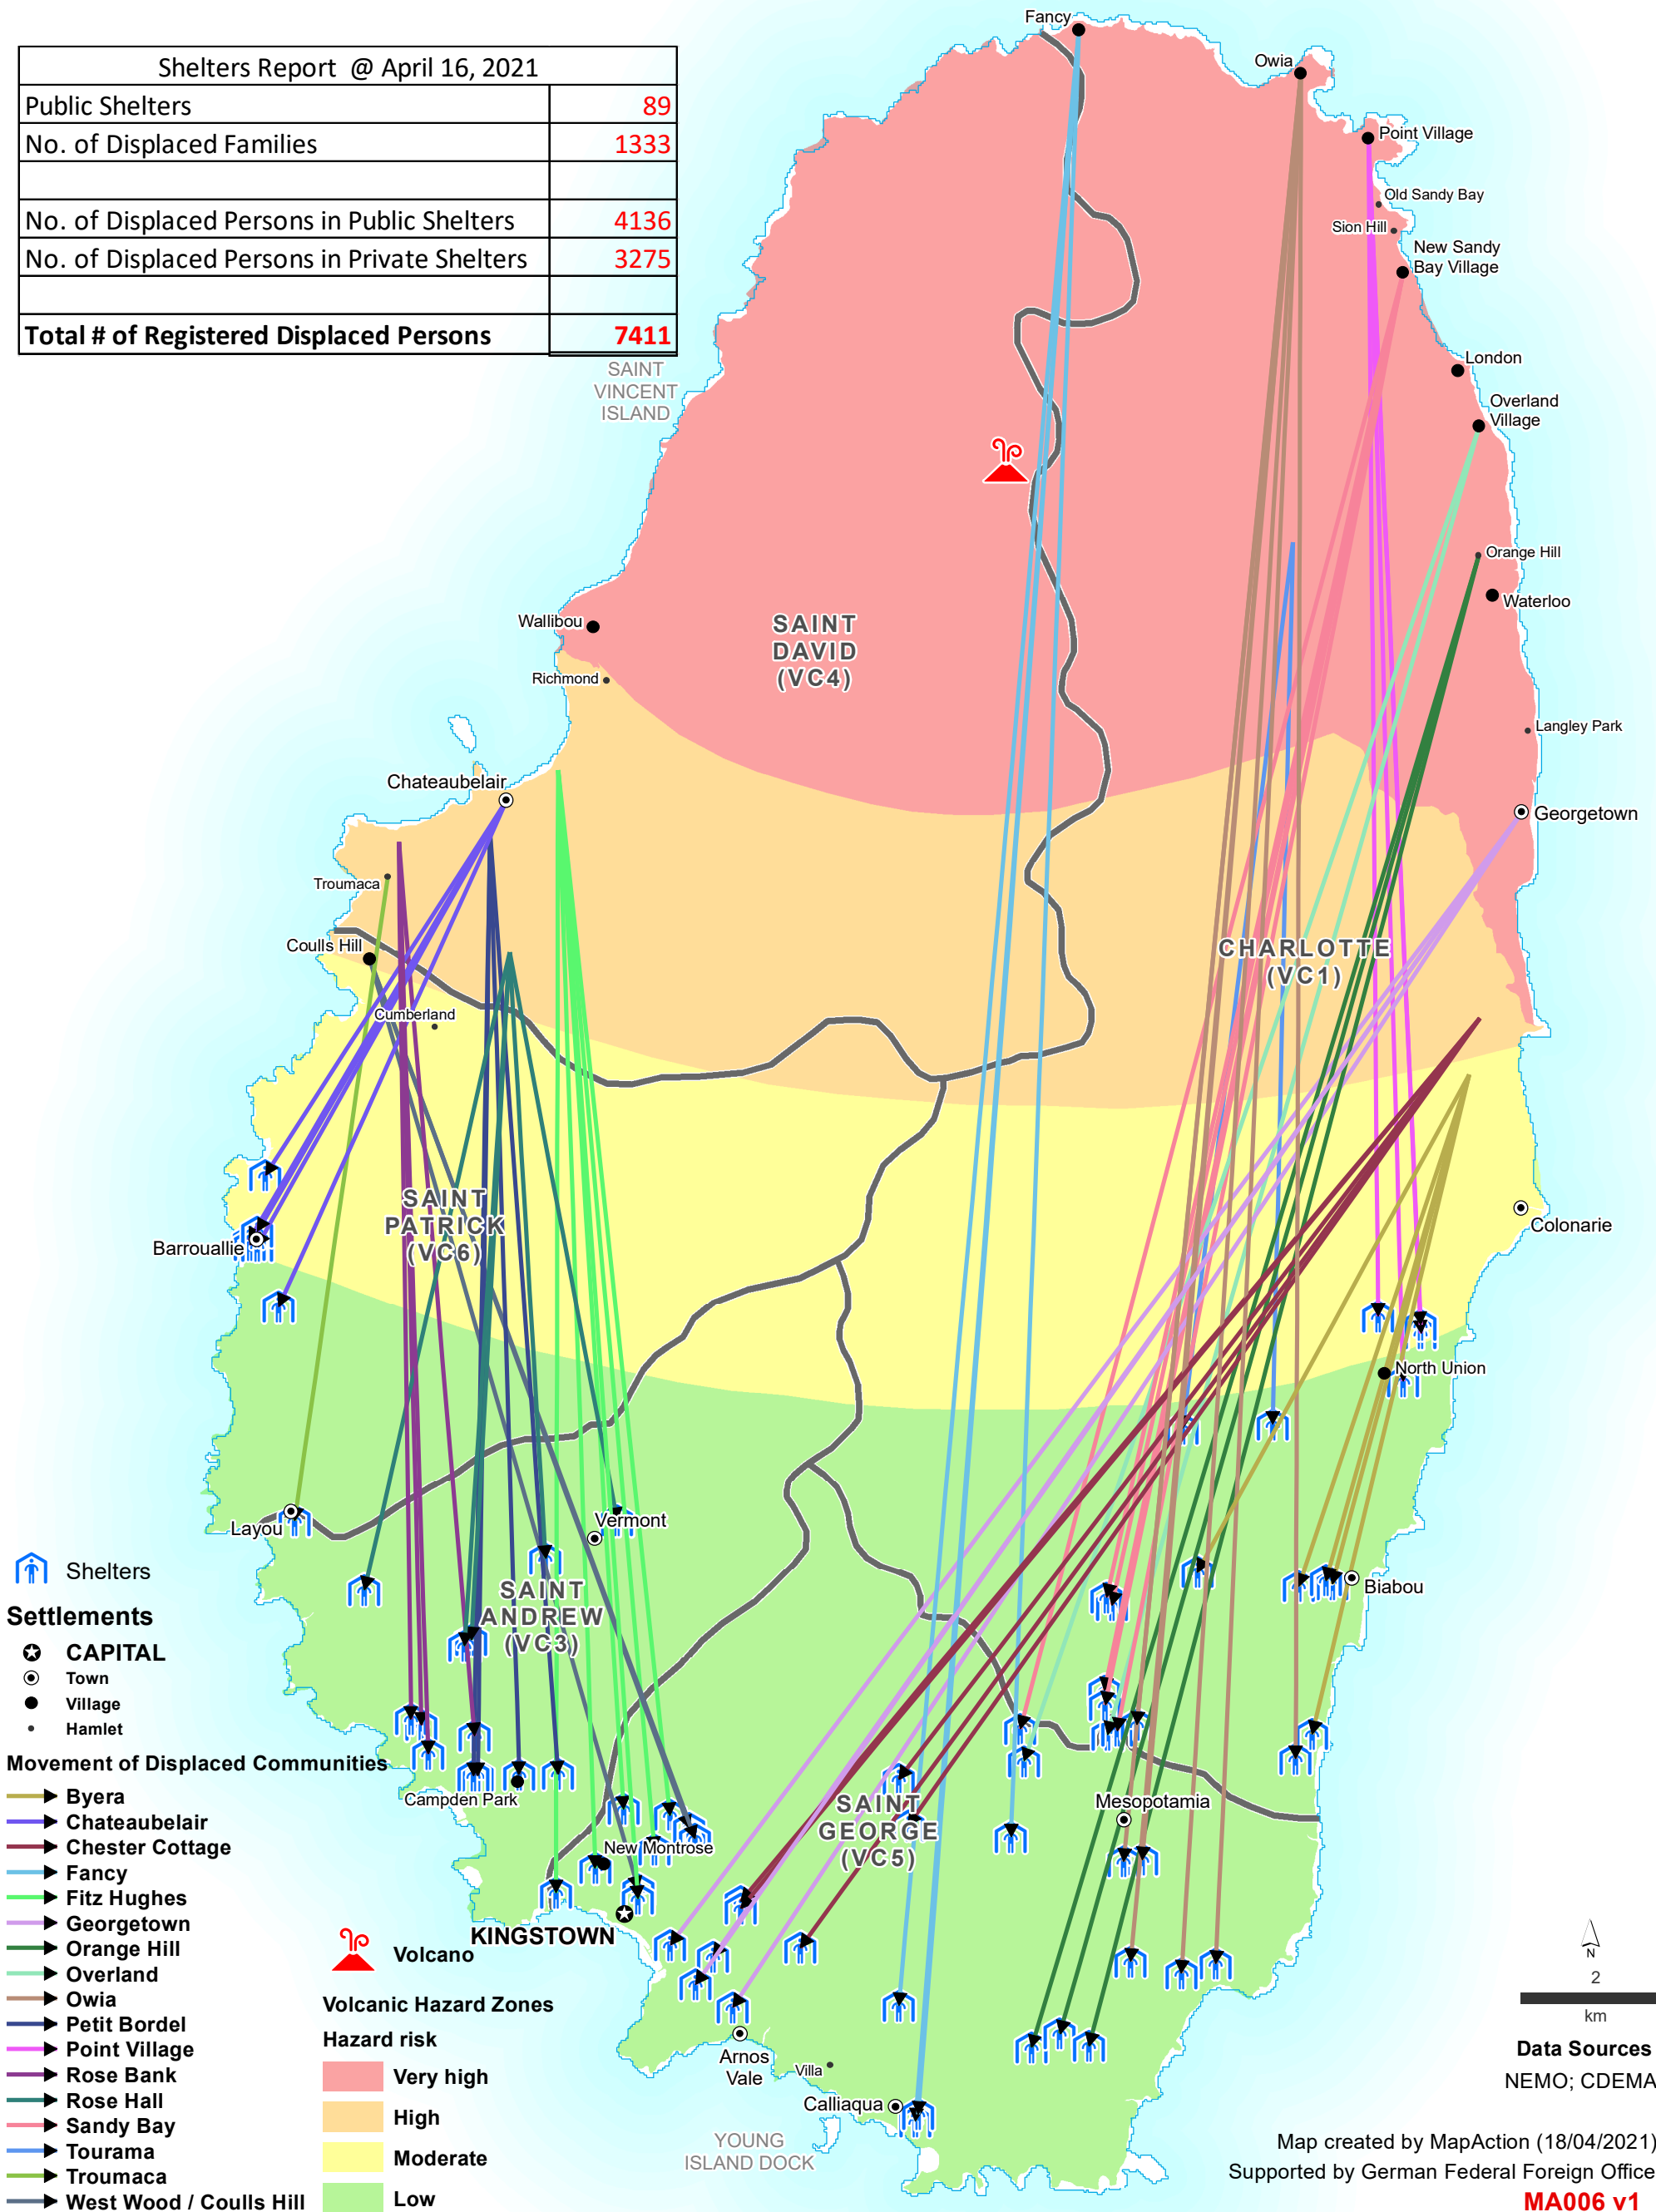 Shelters Report @ April 16, 2021
Public Shelters 89
No. of Displaced Families 1333
No. of Displaced Persons in Public Shelters 4136
No. of Displaced Persons in Private Shelters 3275
Total # of Registered Displaced Persons 7411
Fancy
Owia
Point Village
Old Sandy Bay
Sion Hill
New Sandy
Bay Village
London
Overland
Village
SAINT
VINCENT
ISLAND
Orange Hill
Waterloo
Wallibou
SAINT
DAVID
(VC4)
Richmond
Langley Park
Chateaubelair
Georgetown
Troumaca
Coulls Hill
CHARLOTTE
(VC1)
Cumberland
SAINT
PATRICK
(VC6)
Colonarie
Barrouallie
North Union
Layou
Vermont
Biabou
SAINT
ANDREW
(VC3)
Campden Park
Mesopotamia
SAINT
GEORGE
(VC5)
New Montrose
KINGSTOWN
Arnos
Vale
Villa
Calliaqua
YOUNG
ISLAND DOCK
Shelters
Settlements
CAPITAL
Town
Village
Hamlet
Movement of Displaced Communities
Byera
Chateaubelair
Chester Cottage
Fancy
Fitz Hughes
Georgetown
Orange Hill
Overland
Owia
Petit Bordel
Point Village
Rose Bank
Rose Hall
Sandy Bay
Tourama
Troumaca
West Wood / Coulls Hill
Volcano
Volcanic Hazard Zones
Hazard risk
Very high
High
Moderate
Low
N
2
km
Data Sources
NEMO; CDEMA
Map created by MapAction (18/04/2021)
Supported by German Federal Foreign Office
MA006 v1